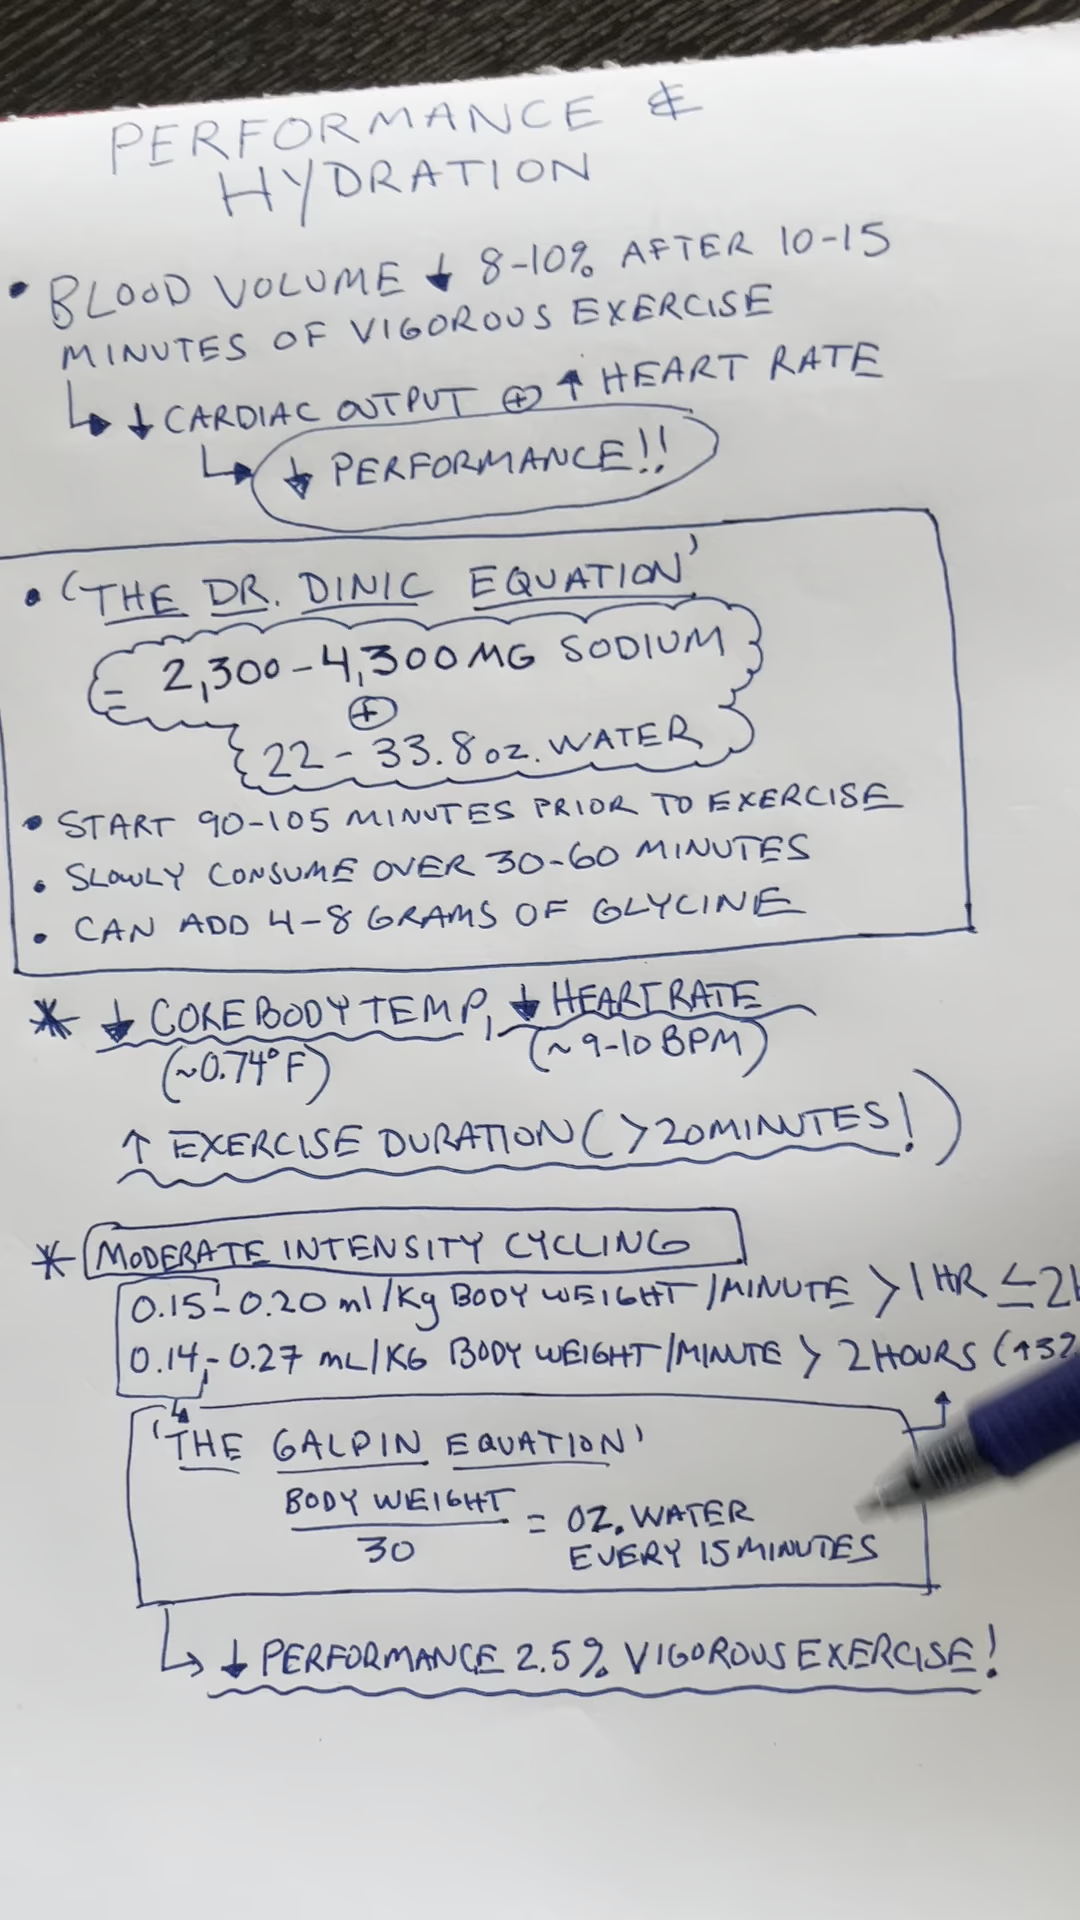 PERFORMANCE &
HYDRATION
• BLOOD VOLUME ↓ 8-10% AFTER 10-15
MINUTES OF VIGOROUS EXERCISE
↳ ↓ CARDIAC OUTPUT ⊕ ↑ HEART RATE
↳ ↓ PERFORMANCE!!
• 'THE DR. DINIC EQUATION'
= 2,300-4,300MG SODIUM
⊕
22-33.8 oz. WATER
• START 90-105 MINUTES PRIOR TO EXERCISE
• SLOWLY CONSUME OVER 30-60 MINUTES
• CAN ADD 4-8 GRAMS OF GLYCINE
* ↓ CORE BODY TEMP, ↓ HEART RATE
(~0.74°F) (~9-10 BPM)
↑ EXERCISE DURATION (>20 MINUTES!)
* MODERATE INTENSITY CYCLING
0.15-0.20 ml/Kg BODY WEIGHT/MINUTE > 1 HR ≤ 2
0.14-0.27 mL/KG BODY WEIGHT/MINUTE > 2 HOURS (↑32
'THE GALPIN EQUATION'
BODY WEIGHT
30
= OZ. WATER
EVERY 15 MINUTES
↳ ↓ PERFORMANCE 2.5% VIGOROUS EXERCISE!